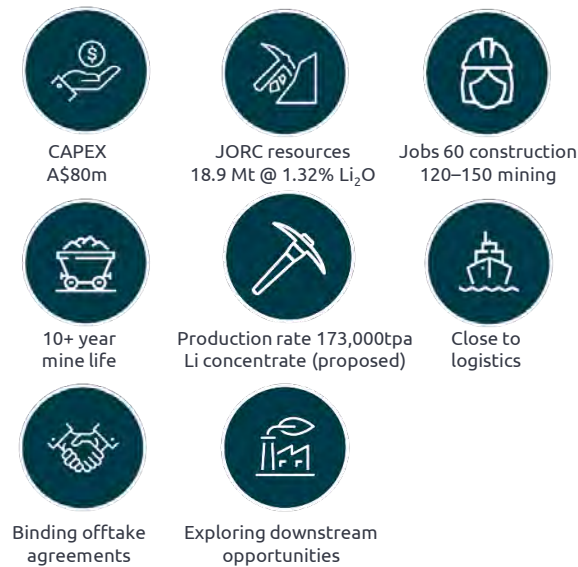 $
CAPEX
A$80m
JORC resources
18.9 Mt @ 1.32% Li₂O
Jobs 60 construction
120–150 mining
10+ year
mine life
Production rate 173,000tpa
Li concentrate (proposed)
Close to
logistics
Binding offtake
agreements
Exploring downstream
opportunities